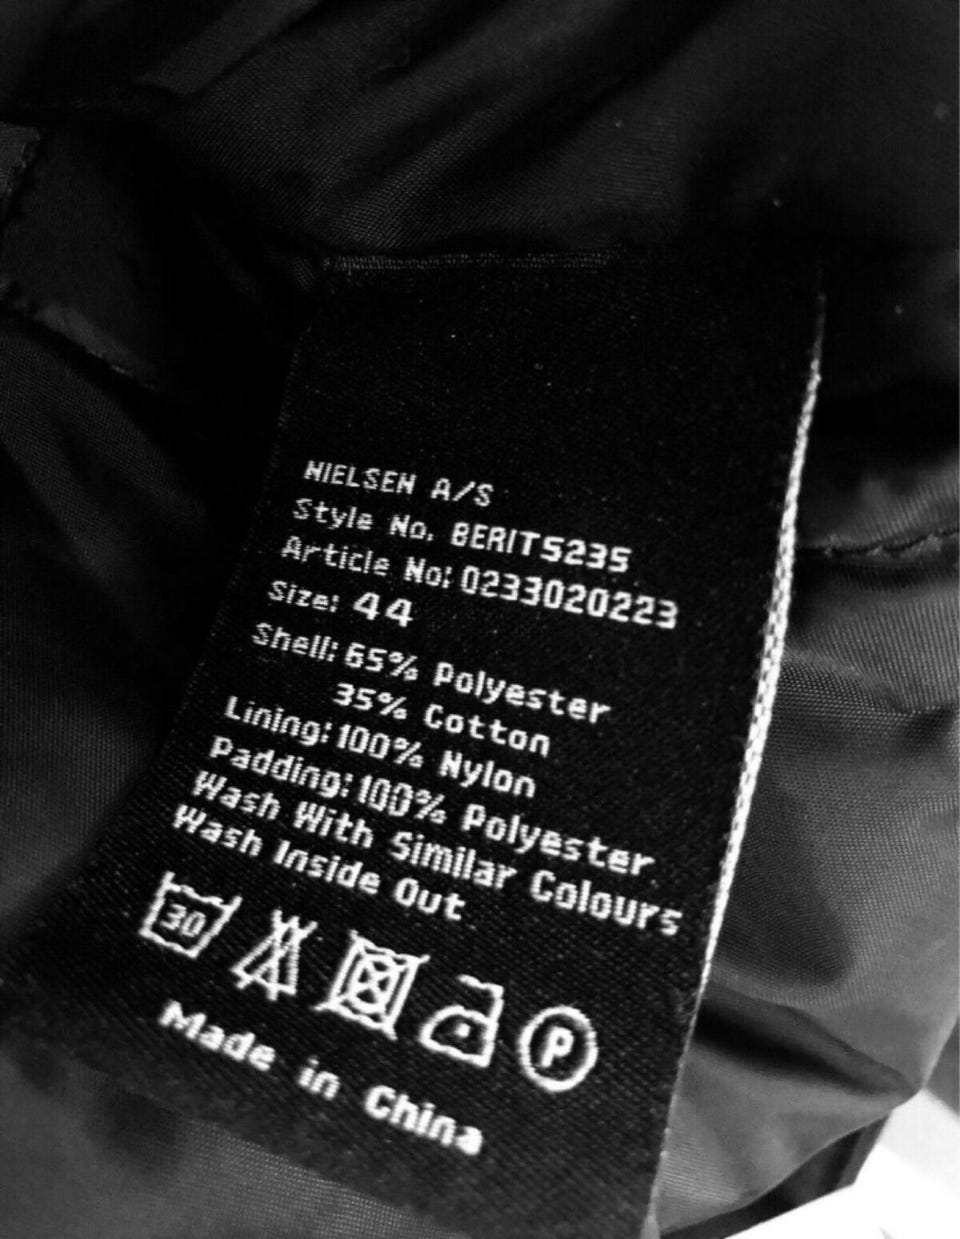 NIELSEN A/S
Style No. BERIT5235
Article No: 0233020223
Size: 44
Shell: 65% Polyester
35% Cotton
Lining: 100% Nylon
Padding: 100% Polyester
Wash With Similar Colours
Wash Inside Out
30
P
Made in China